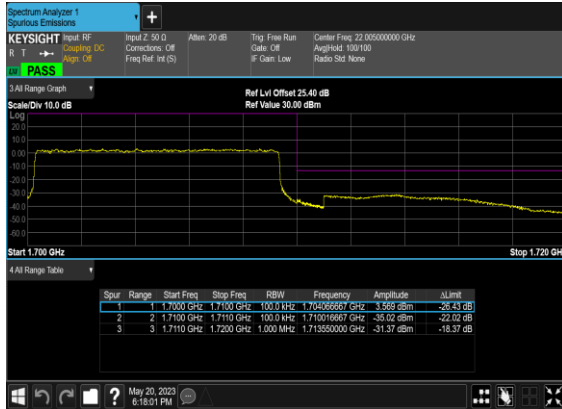 Spectrum Analyzer 1
Spurious Emissions
KEYSIGHT Input: RF Input Z: 50 Ω Atten: 20 dB Trig: Free Run Center Freq: 22.005000000 GHz
R T Coupling: DC Corrections: Off Gate: Off Avg|Hold: 100/100
Align: Off Freq Ref: Int (S) IF Gain: Low Radio Std: None
PASS
3 All Range Graph Ref Lvl Offset 25.40 dB
Scale/Div 10.0 dB Ref Value 30.00 dBm
Log
20.0
10.0
0.00
-10.0
-20.0
-30.0
-40.0
-50.0
-60.0
Start 1.700 GHz Stop 1.720 GH
4 All Range Table
Spur Range Start Freq Stop Freq RBW Frequency Amplitude ΔLimit
1 1 1.7000 GHz 1.7100 GHz 100.0 kHz 1.704066667 GHz 3.569 dBm -26.43 dB
2 2 1.7100 GHz 1.7110 GHz 100.0 kHz 1.710016667 GHz -35.02 dBm -22.02 dB
3 3 1.7110 GHz 1.7200 GHz 1.000 MHz 1.713550000 GHz -31.37 dBm -18.37 dB
May 20, 2023
6:18:01 PM